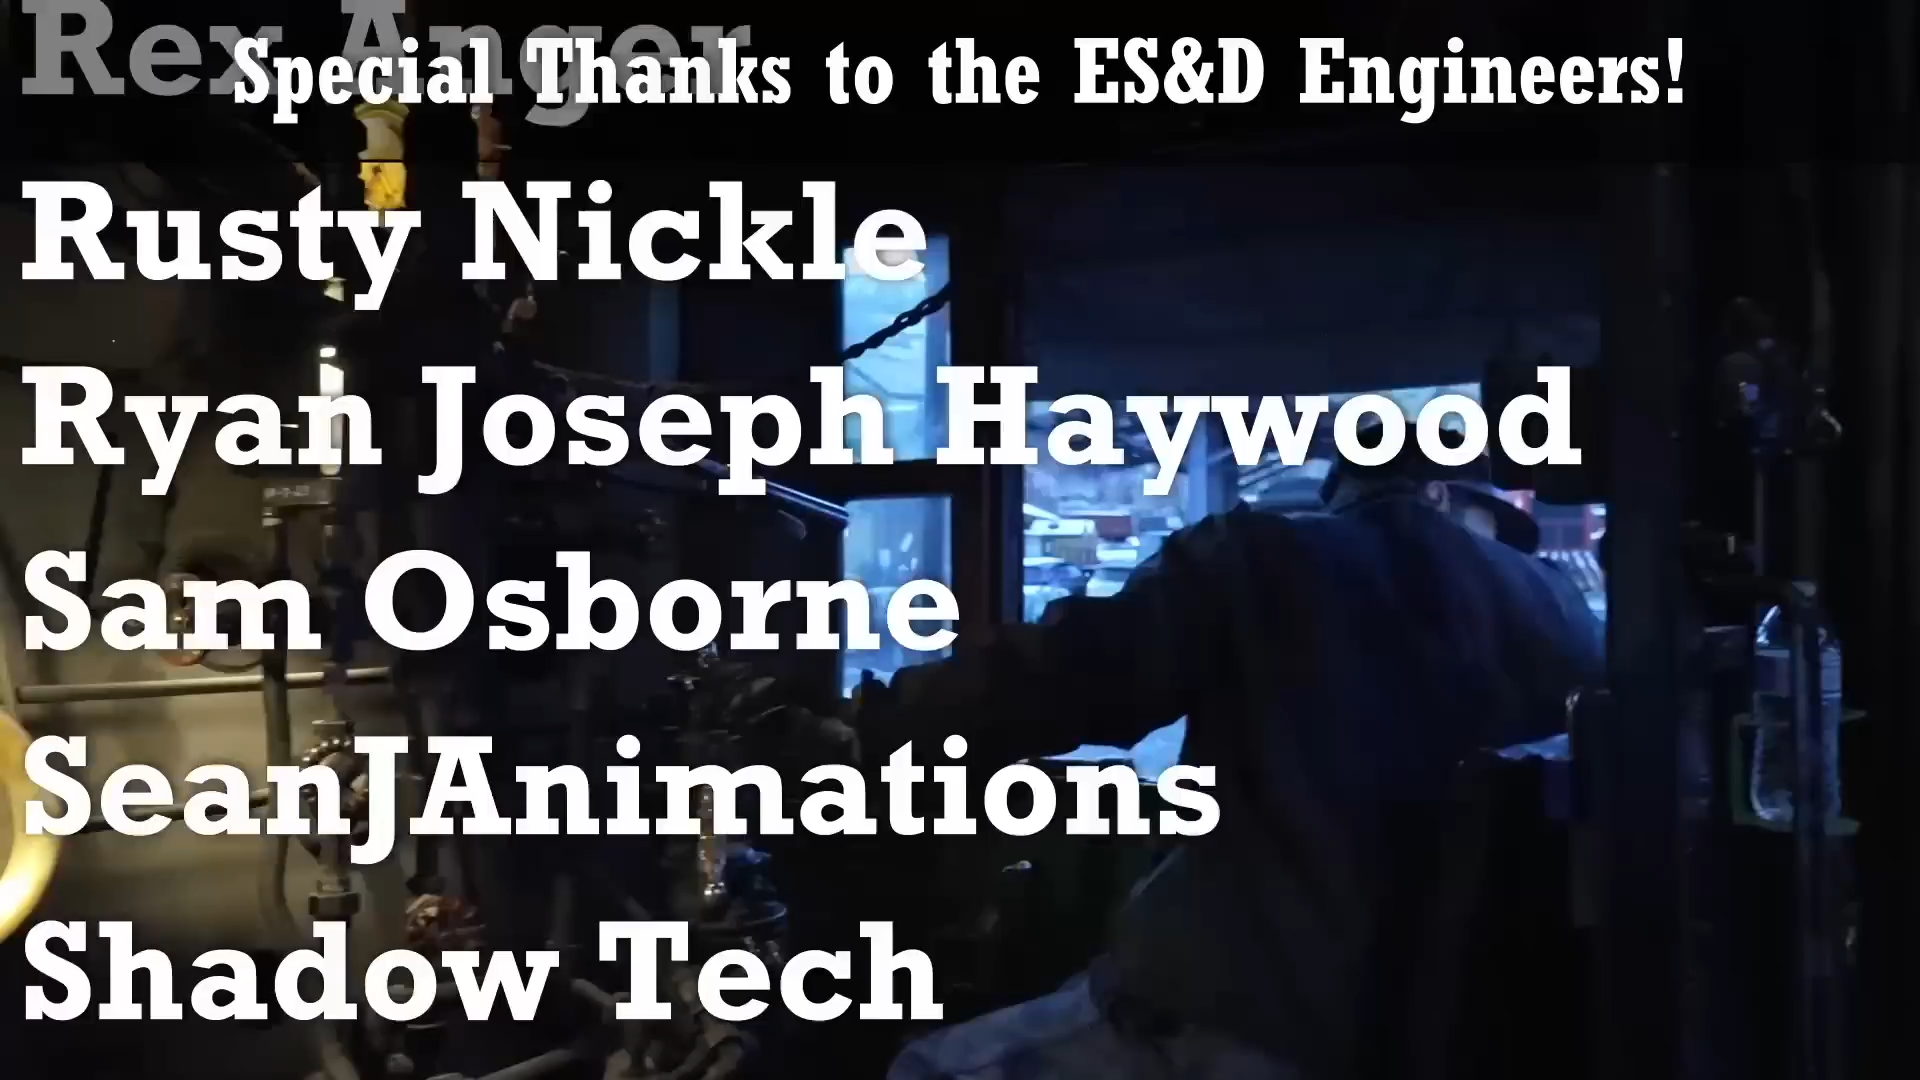 Rex Anger
Special Thanks to the ES&D Engineers!
Rusty Nickle
Ryan Joseph Haywood
Sam Osborne
SeanJAnimations
Shadow Tech